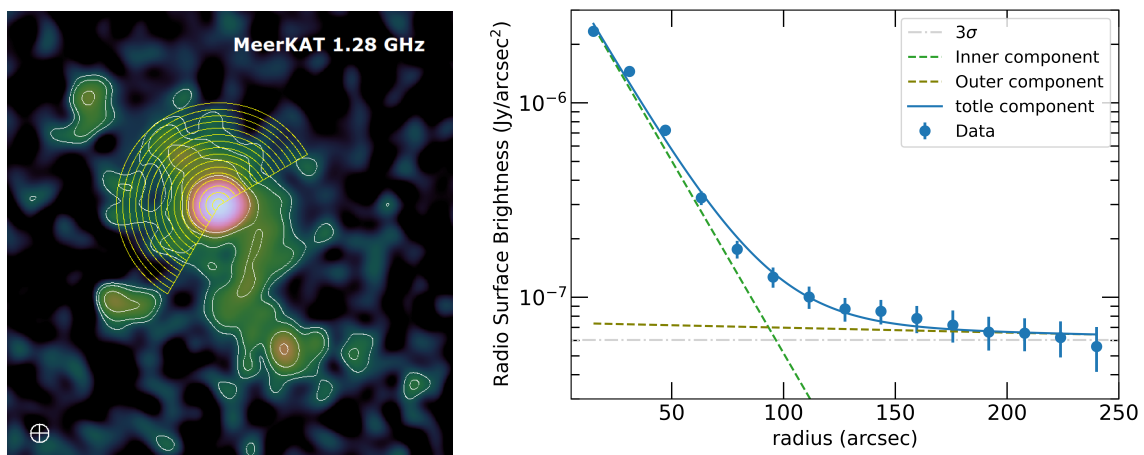 MeerKAT 1.28 GHz
Radio Surface Brightness (Jy/arcsec²)
10⁻⁶
10⁻⁷
3σ
Inner component
Outer component
totle component
Data
50 100 150 200 250
radius (arcsec)